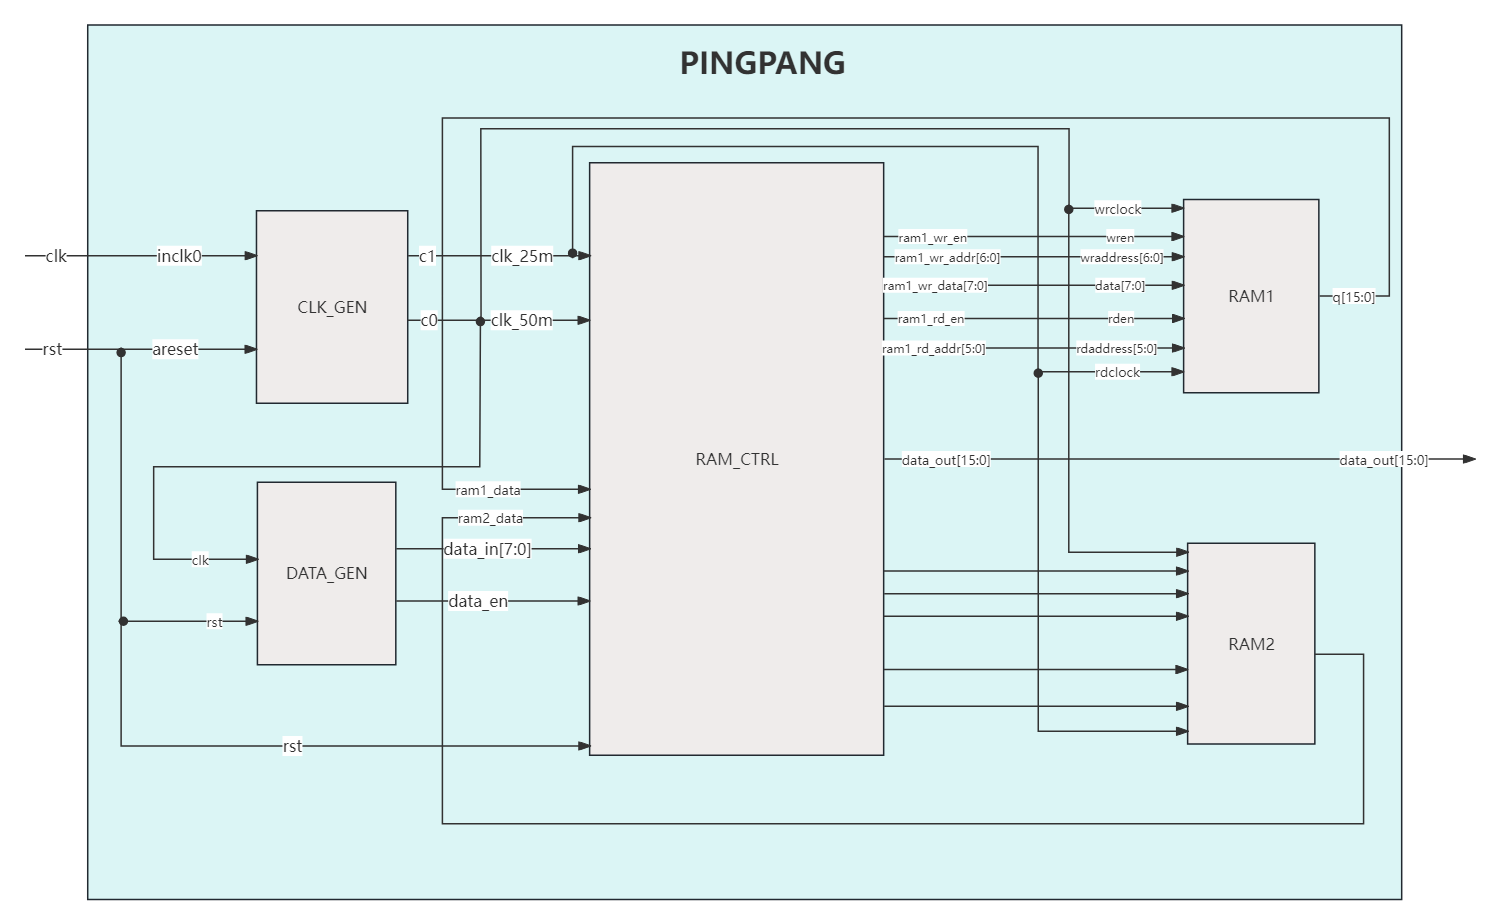 PINGPANG
clk
inclk0
c1
clk_25m
CLK_GEN
c0
clk_50m
rst
areset
wrclock
ram1_wr_en
wren
ram1_wr_addr[6:0]
wraddress[6:0]
ram1_wr_data[7:0]
data[7:0]
RAM1
q[15:0]
ram1_rd_en
rden
ram1_rd_addr[5:0]
rdaddress[5:0]
rdclock
RAM_CTRL
data_out[15:0]
data_out[15:0]
ram1_data
ram2_data
data_in[7:0]
clk
DATA_GEN
data_en
rst
RAM2
rst